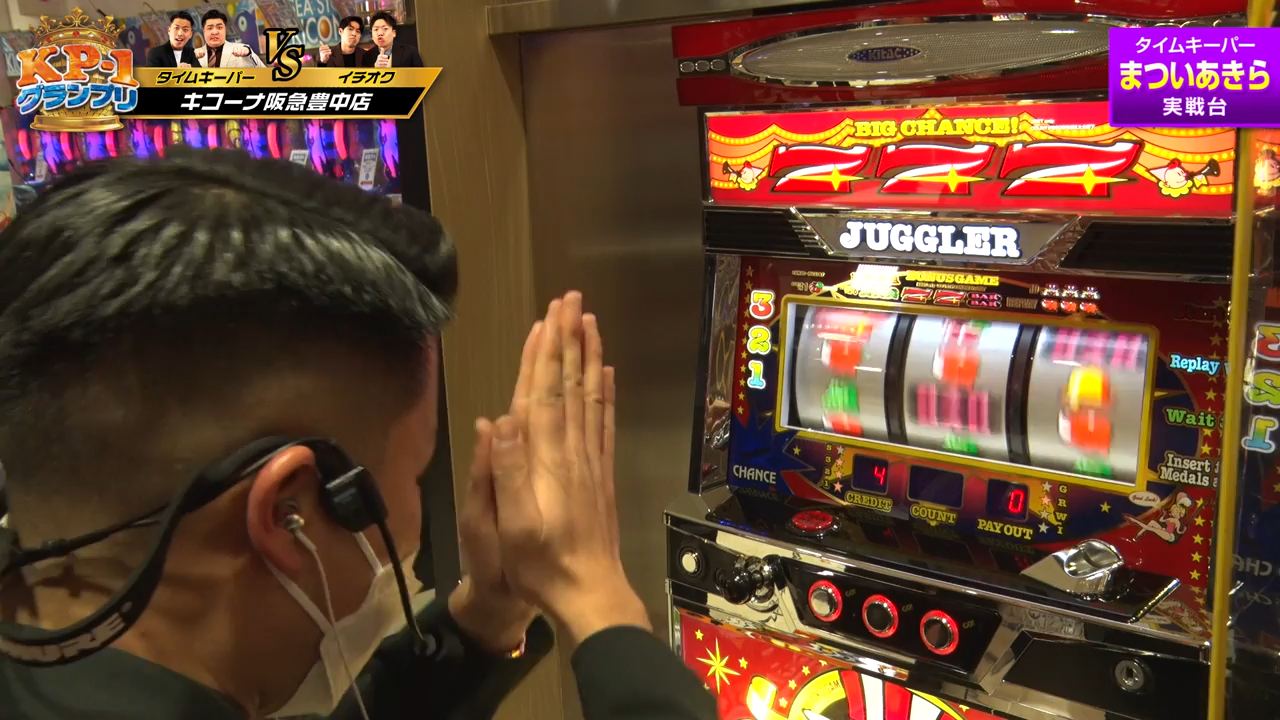 KP-1
グランプリ
VS
タイムキーパー
イチオク
キコーナ阪急豊中店
タイムキーパー
まついあきら
実戦台
BIG CHANCE!
777
JUGGLER
BONUS GAME
3
2
1
Replay
Wait
Insert
Medals
CHANCE
4
0
CREDIT
COUNT
PAY OUT